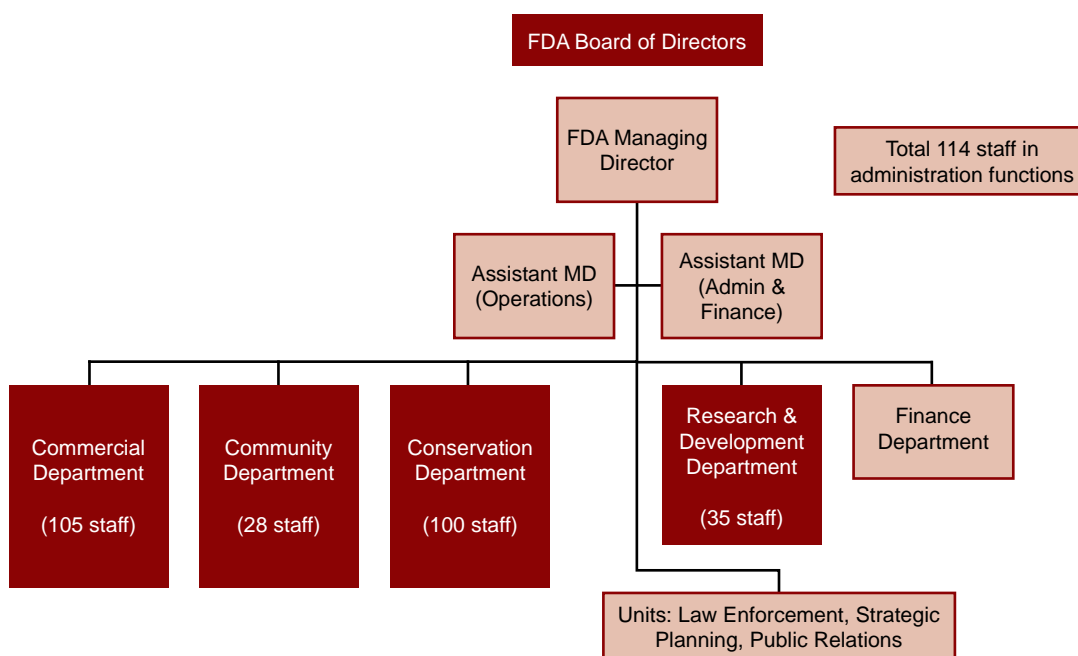 FDA Board of Directors
FDA Managing
Director
Total 114 staff in
administration functions
Assistant MD
(Operations)
Assistant MD
(Admin &
Finance)
Commercial
Department
(105 staff)
Community
Department
(28 staff)
Conservation
Department
(100 staff)
Research &
Development
Department
(35 staff)
Finance
Department
Units: Law Enforcement, Strategic
Planning, Public Relations